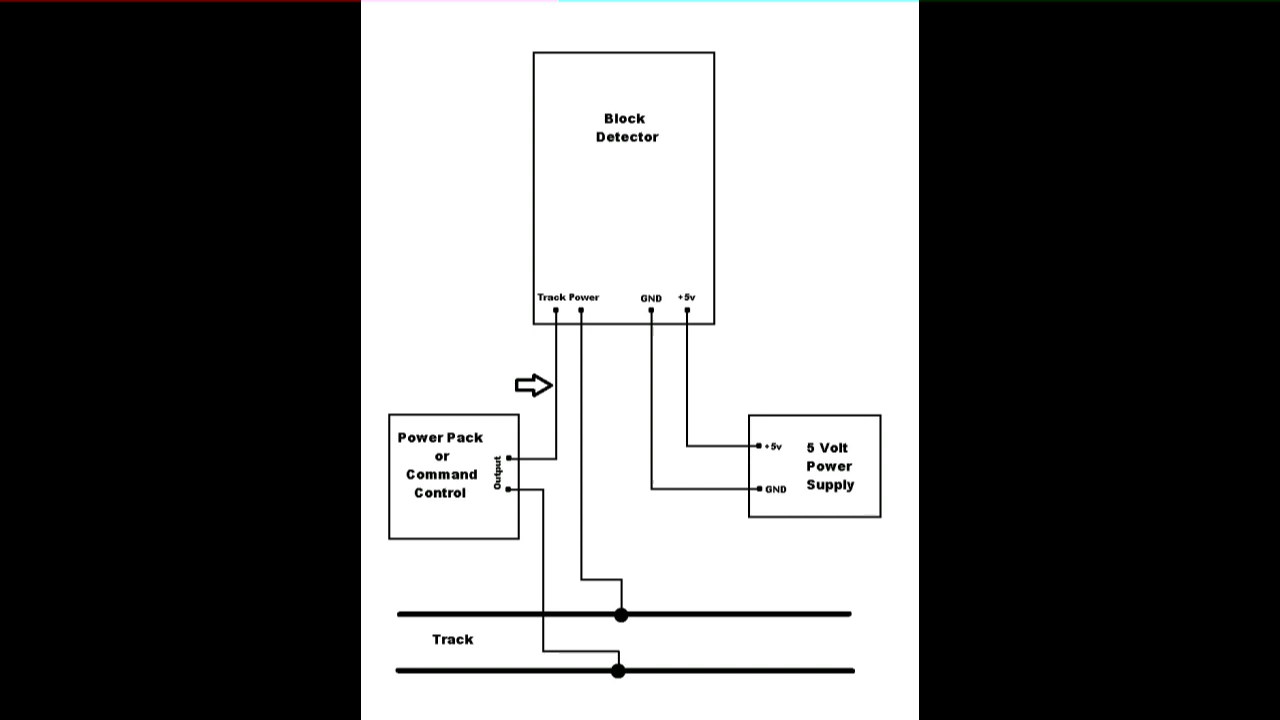 Block
Detector
Track Power
GND
+5v
Power Pack
or
Command
Control
Output
+5v
GND
5 Volt
Power
Supply
Track